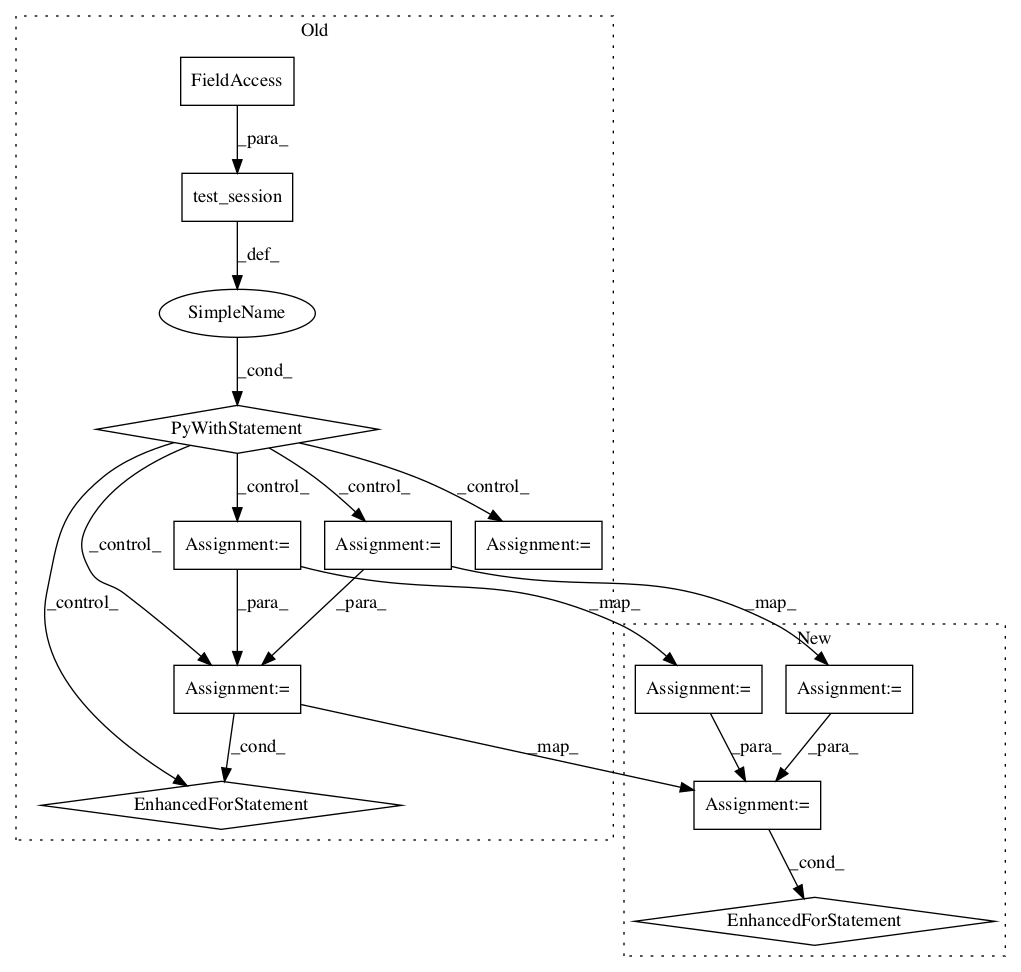 Old
FieldAccess
_para_
test_session
_def_
SimpleName
_cond_
PyWithStatement
_control_
_control_
_control_
Assignment:=
Assignment:=
Assignment:=
_control_
_control_
_para_
_para_
_map_
_map_
New
Assignment:=
Assignment:=
Assignment:=
_cond_
_map_
_para_
_para_
EnhancedForStatement
Assignment:=
_cond_
EnhancedForStatement